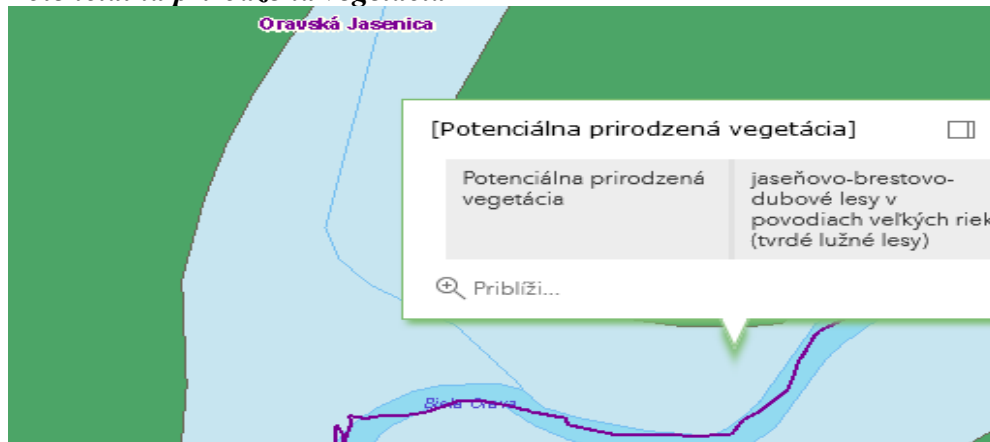 Oravská Jasenica
[Potenciálna prirodzená vegetácia]
Potenciálna prirodzená
vegetácia
jaseňovo-brestovo-
dubové lesy v
povodiach veľkých riek
(tvrdé lužné lesy)
Priblíži...
Biela Orava